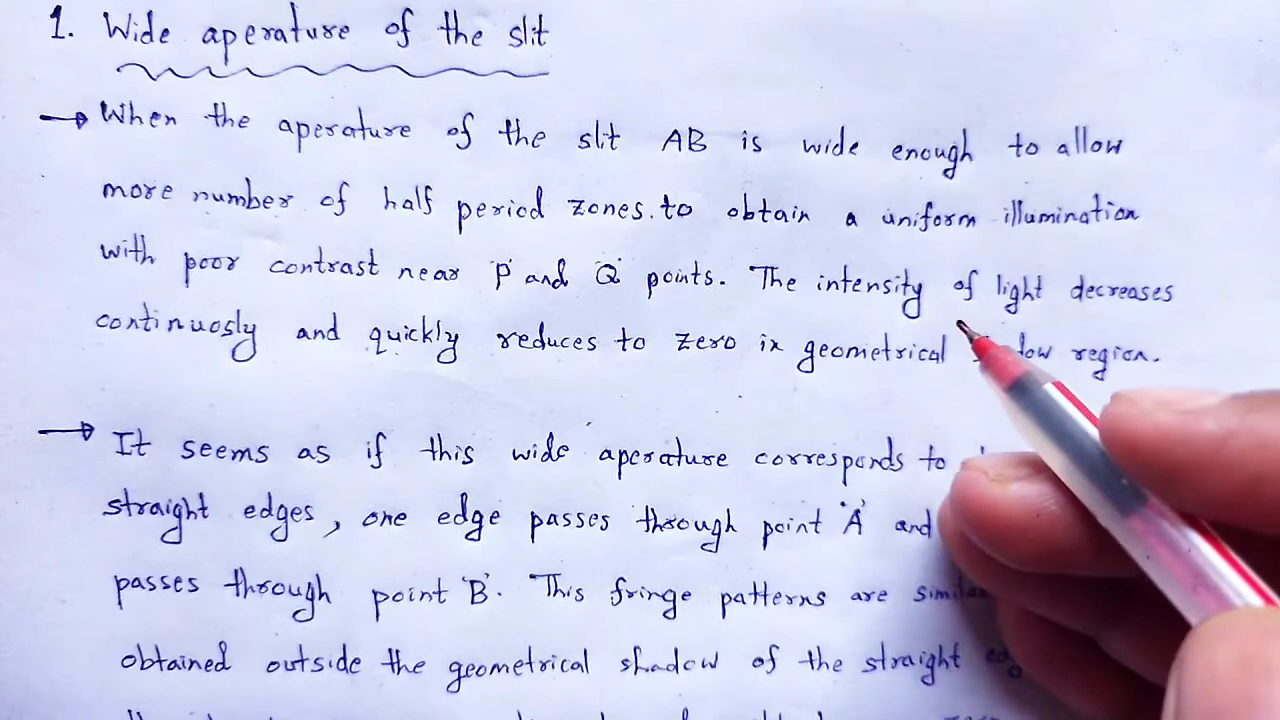 1. Wide aperature of the slit
→ When the aperature of the slit AB is wide enough to allow
more number of half period zones. to obtain a uniform illumination
with poor contrast near 'P' and 'Q' points. The intensity of light decreases
continuosly and quickly reduces to zero in geometrical region.
→ It seems as if this wide aperature corresponds to
straight edges, one edge passes through point 'A' and
passes through point 'B'. This fringe patterns are
obtained outside the geometrical shadow of the straight